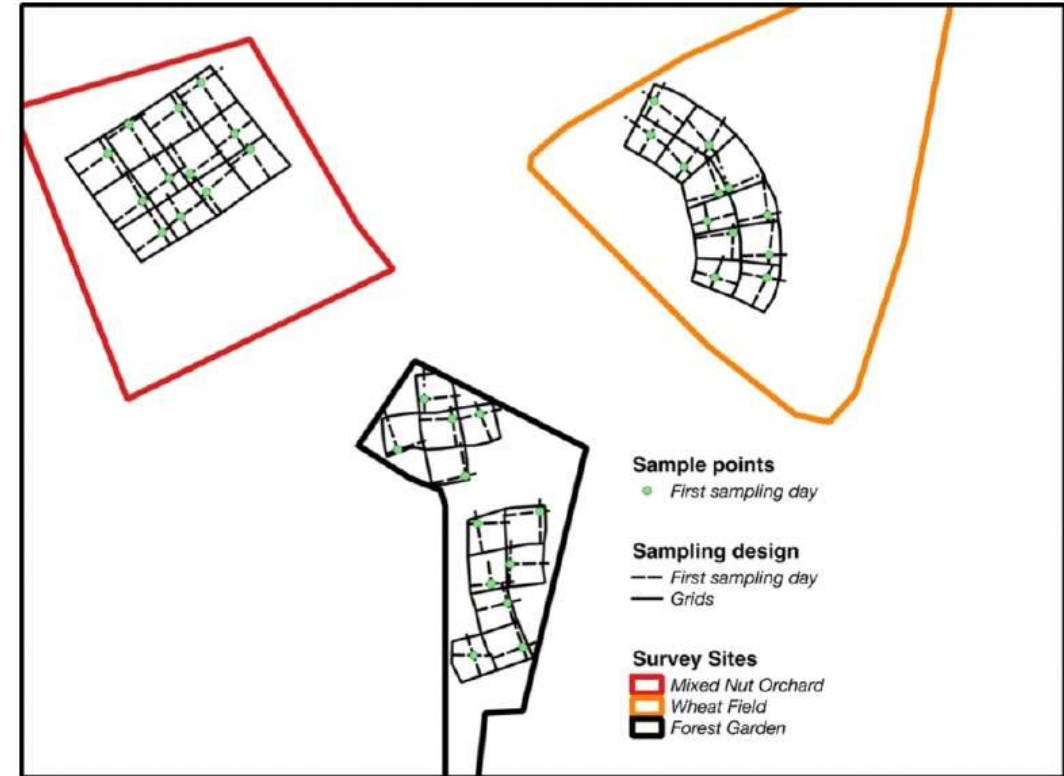 Sample points
First sampling day
Sampling design
First sampling day
Grids
Survey Sites
Mixed Nut Orchard
Wheat Field
Forest Garden